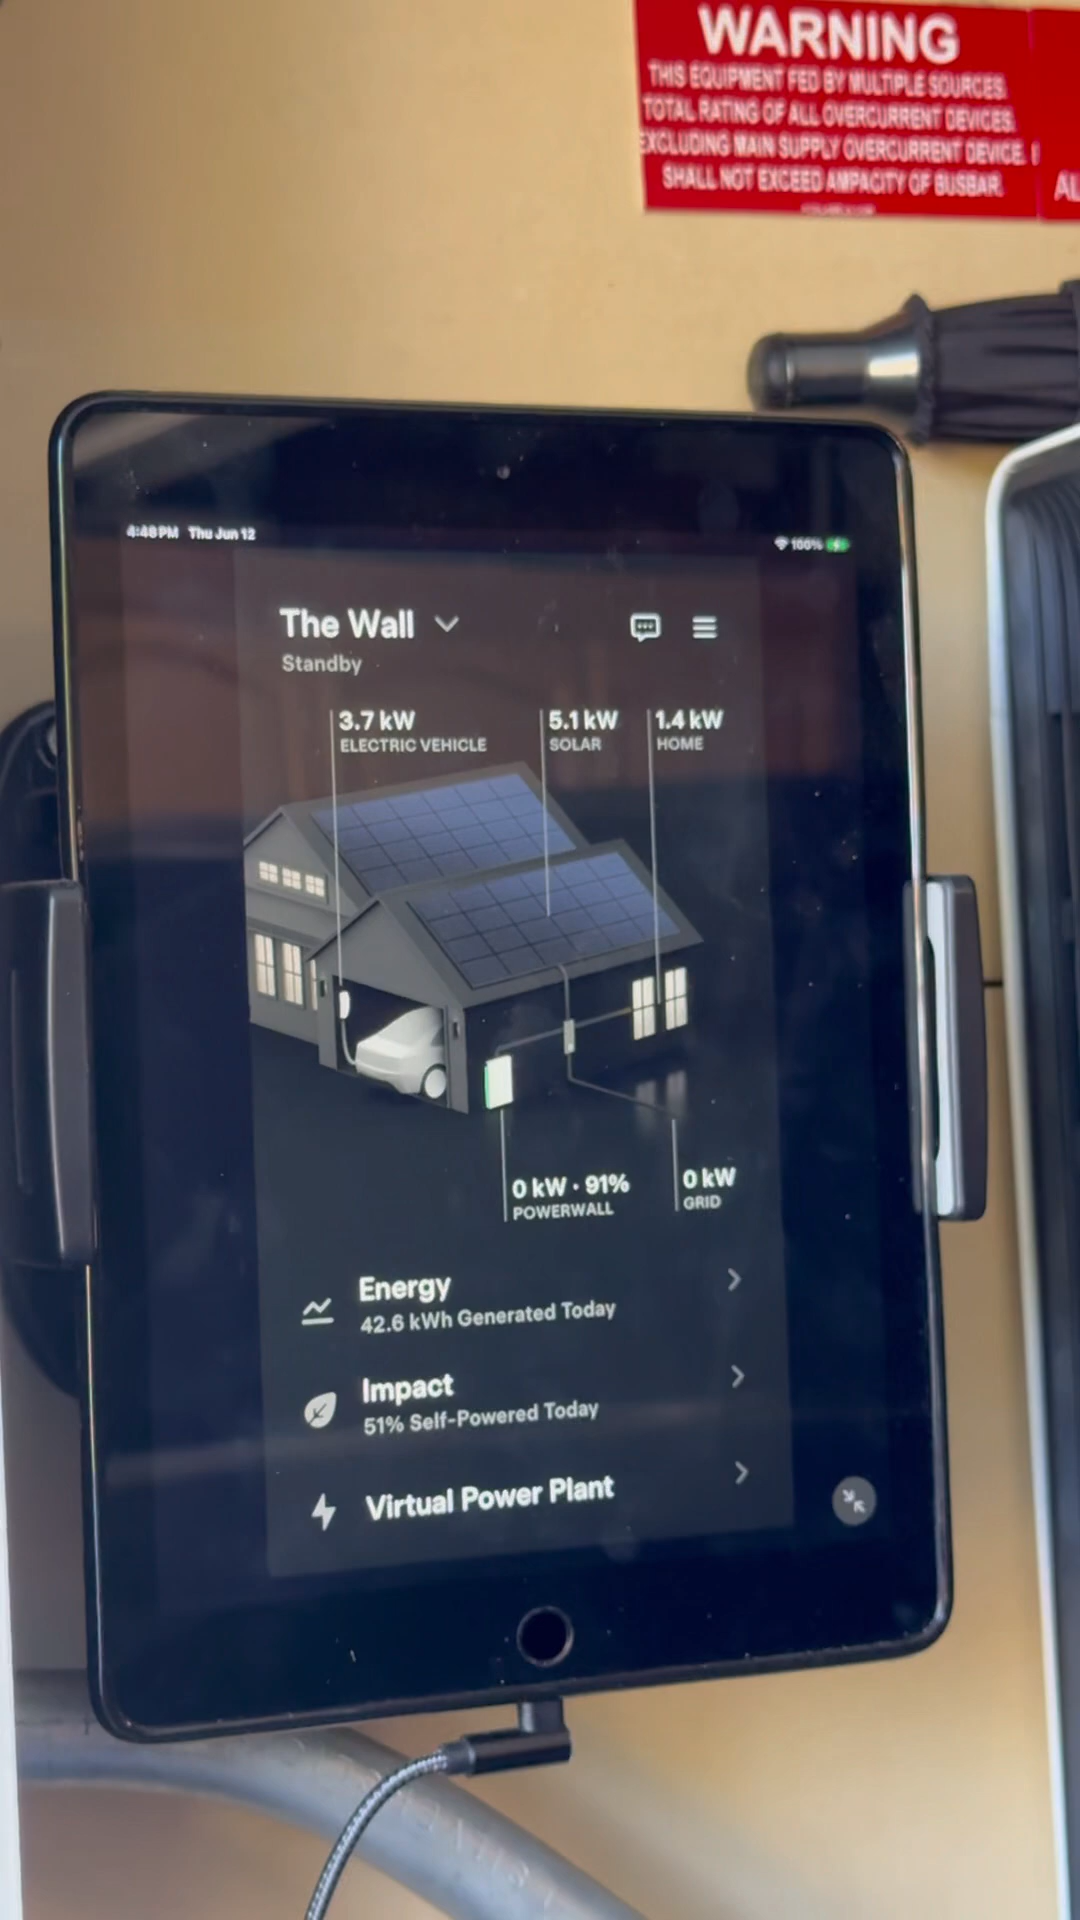 WARNING
THIS EQUIPMENT FED BY MULTIPLE SOURCES.
TOTAL RATING OF ALL OVERCURRENT DEVICES,
EXCLUDING MAIN SUPPLY OVERCURRENT DEVICE,
SHALL NOT EXCEED AMPACITY OF BUSBAR.
AL
4:48 PM Thu Jun 12
100%
The Wall
Standby
3.7 kW
ELECTRIC VEHICLE
5.1 kW
SOLAR
1.4 kW
HOME
0 kW · 91%
POWERWALL
0 kW
GRID
Energy
42.6 kWh Generated Today
Impact
51% Self-Powered Today
Virtual Power Plant